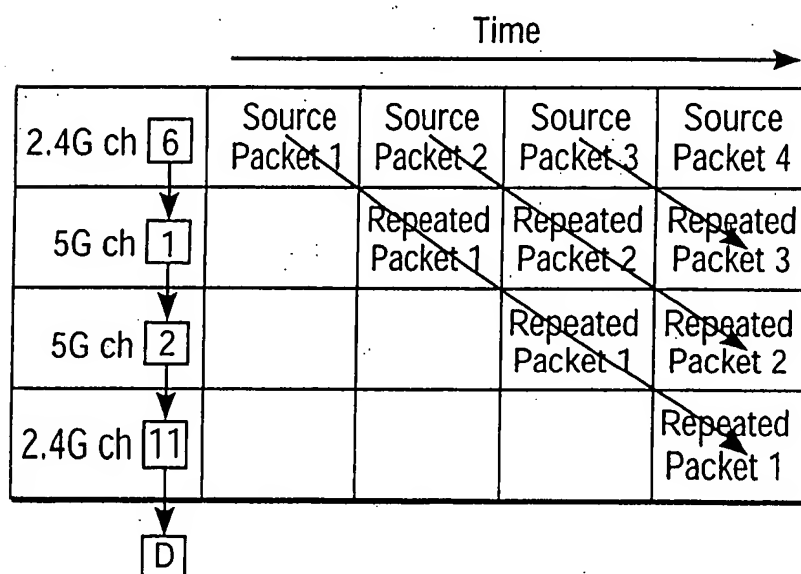 Time
2.4G ch 6
Source
Packet 1
Source
Packet 2
Source
Packet 3
Source
Packet 4
5G ch 1
Repeated
Packet 1
Repeated
Packet 2
Repeated
Packet 3
5G ch 2
Repeated
Packet 1
Repeated
Packet 2
2.4G ch 11
Repeated
Packet 1
D